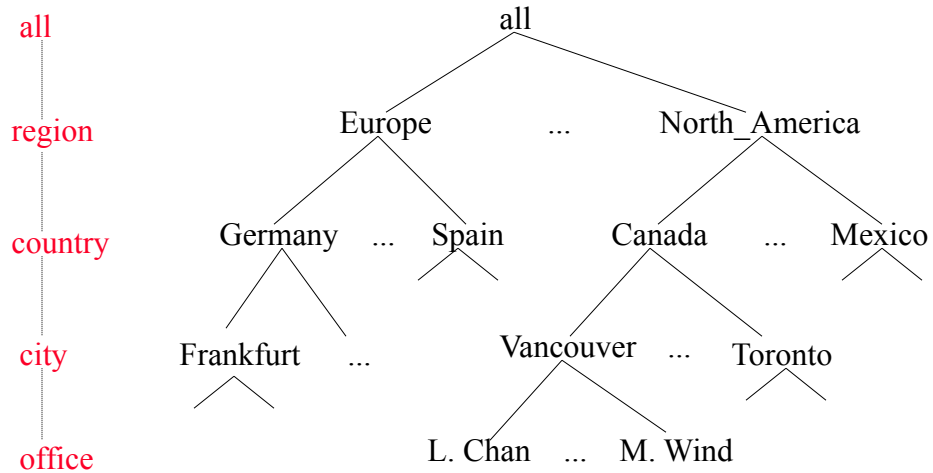 all all
region Europe ... North_America
country Germany ... Spain Canada ... Mexico
city Frankfurt ... Vancouver ... Toronto
office L. Chan ... M. Wind